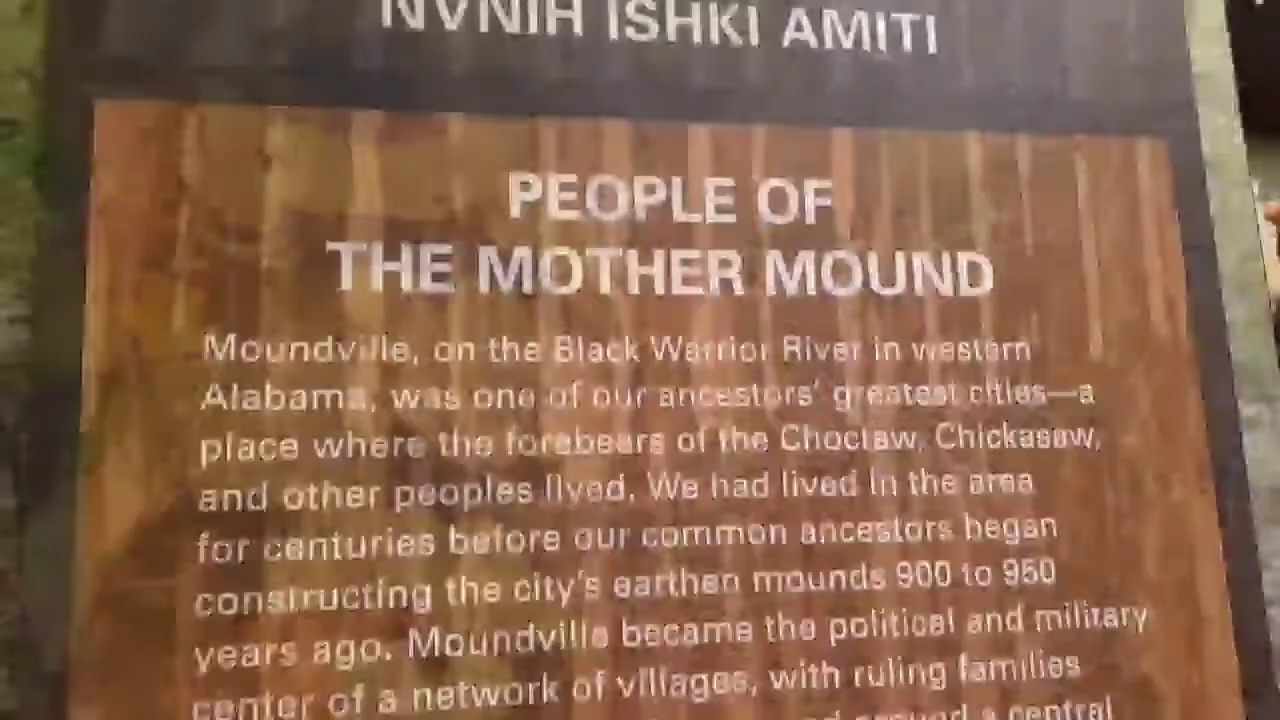 NVNIH ISHKI AMITI
PEOPLE OF
THE MOTHER MOUND
Moundville, on the Black Warrior River in western
Alabama, was one of our ancestors' greatest cities—a
place where the forebears of the Choctaw, Chickasaw,
and other peoples lived. We had lived in the area
for centuries before our common ancestors began
constructing the city's earthen mounds 900 to 950
years ago. Moundville became the political and military
center of a network of villages, with ruling families
around a central